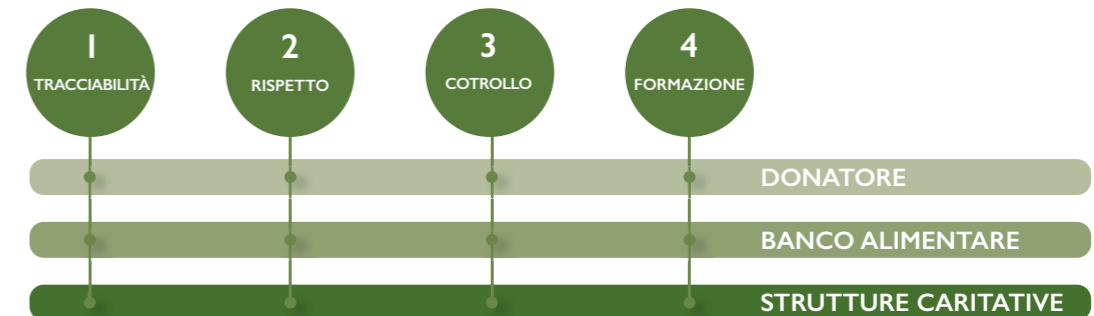 1
TRACCIABILITÀ
2
RISPETTO
3
COTROLLO
4
FORMAZIONE
DONATORE
BANCO ALIMENTARE
STRUTTURE CARITATIVE